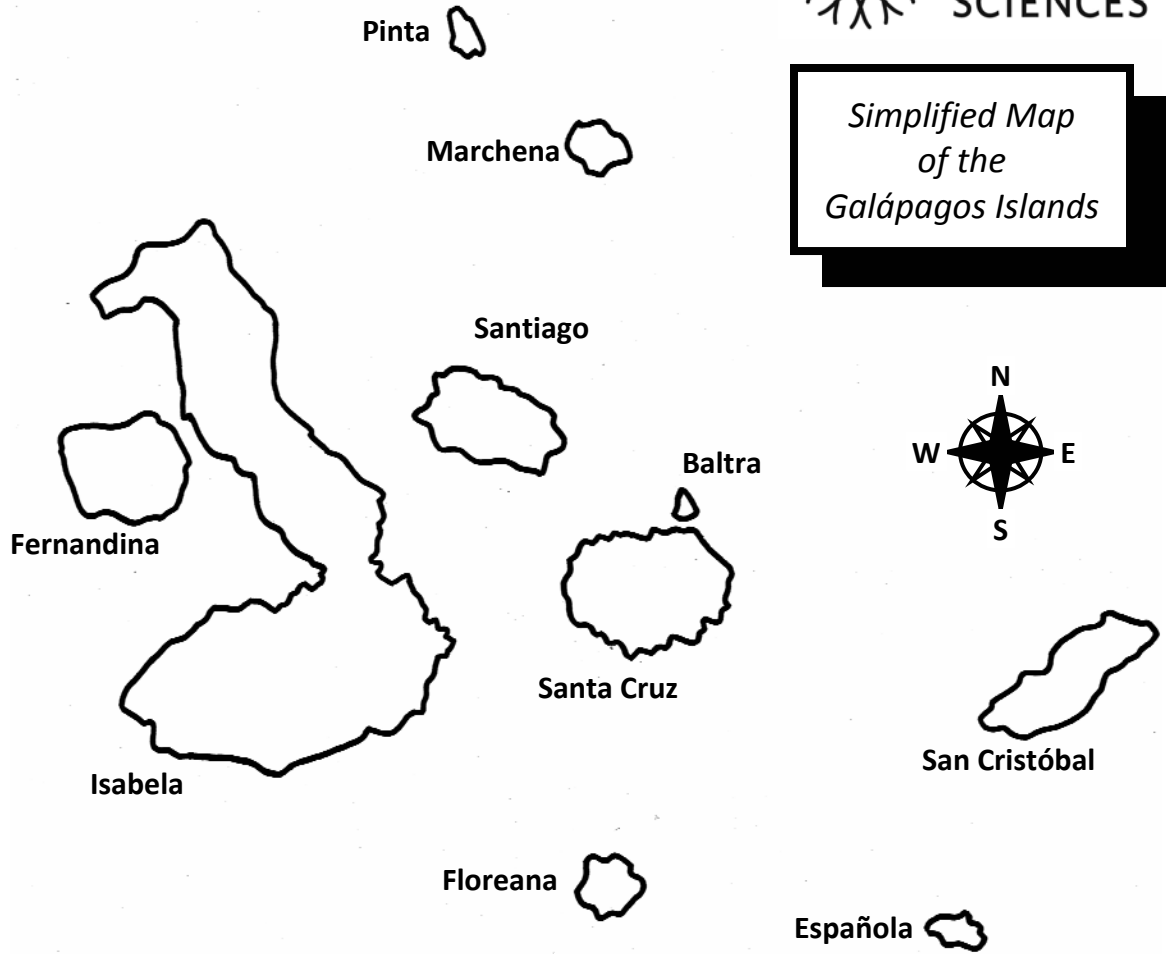 SCIENCES
Pinta
Simplified Map
of the
Galápagos Islands
Marchena
Santiago
N
W
E
S
Baltra
Fernandina
Santa Cruz
San Cristóbal
Isabela
Floreana
Española